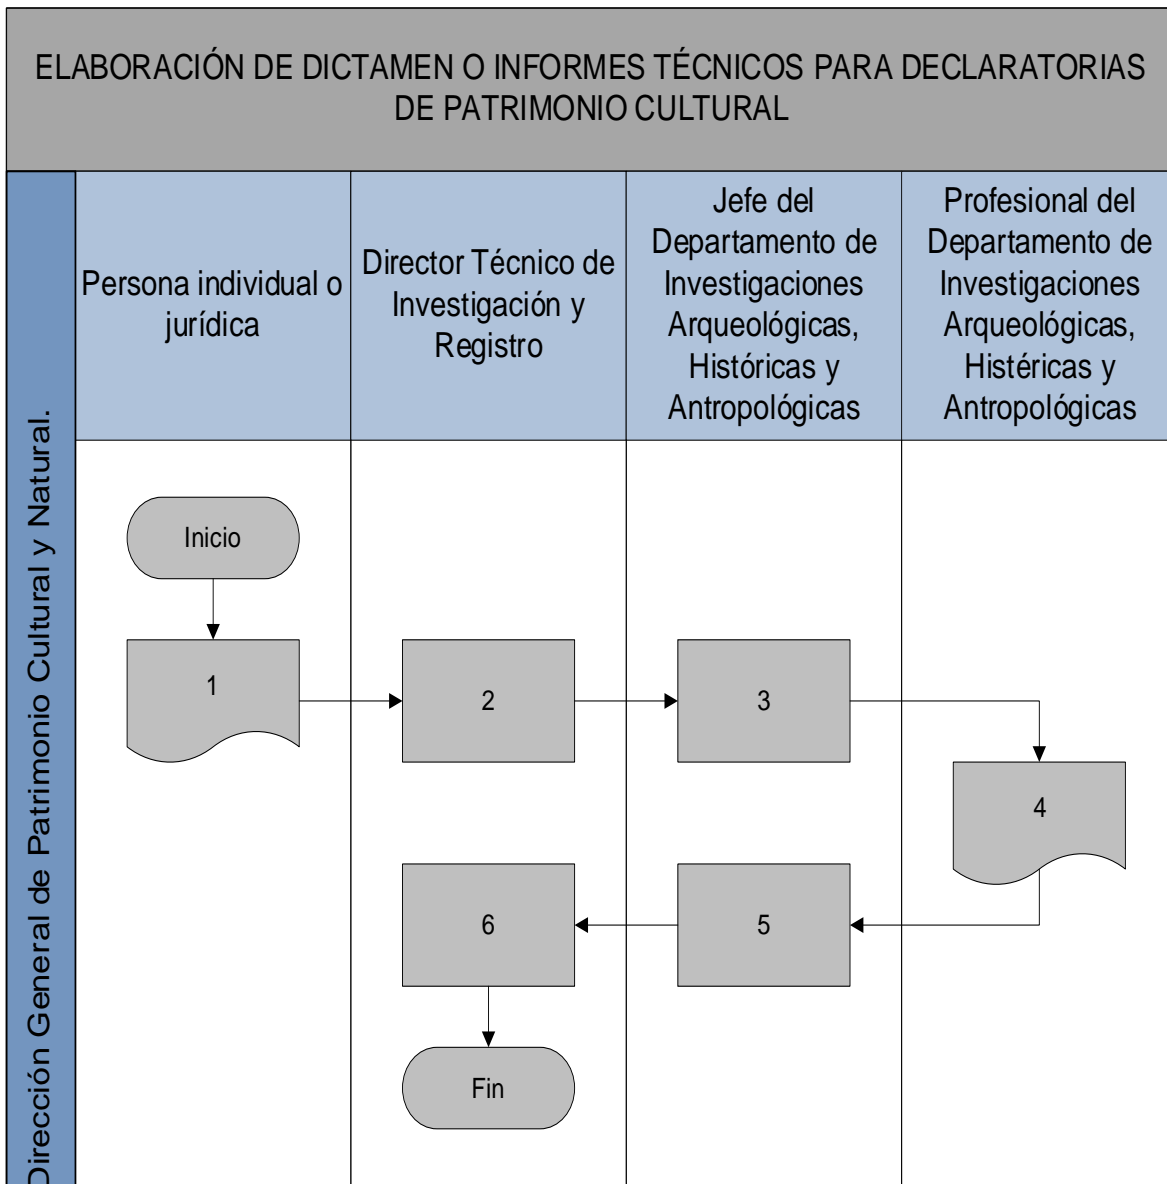 ELABORACIÓN DE DICTAMEN O INFORMES TÉCNICOS PARA DECLARATORIAS
DE PATRIMONIO CULTURAL
Dirección General de Patrimonio Cultural y Natural.
Persona individual o
jurídica
Director Técnico de
Investigación y
Registro
Jefe del
Departamento de
Investigaciones
Arqueológicas,
Históricas y
Antropológicas
Profesional del
Departamento de
Investigaciones
Arqueológicas,
Histéricas y
Antropológicas
Inicio
1
2
3
4
5
6
Fin